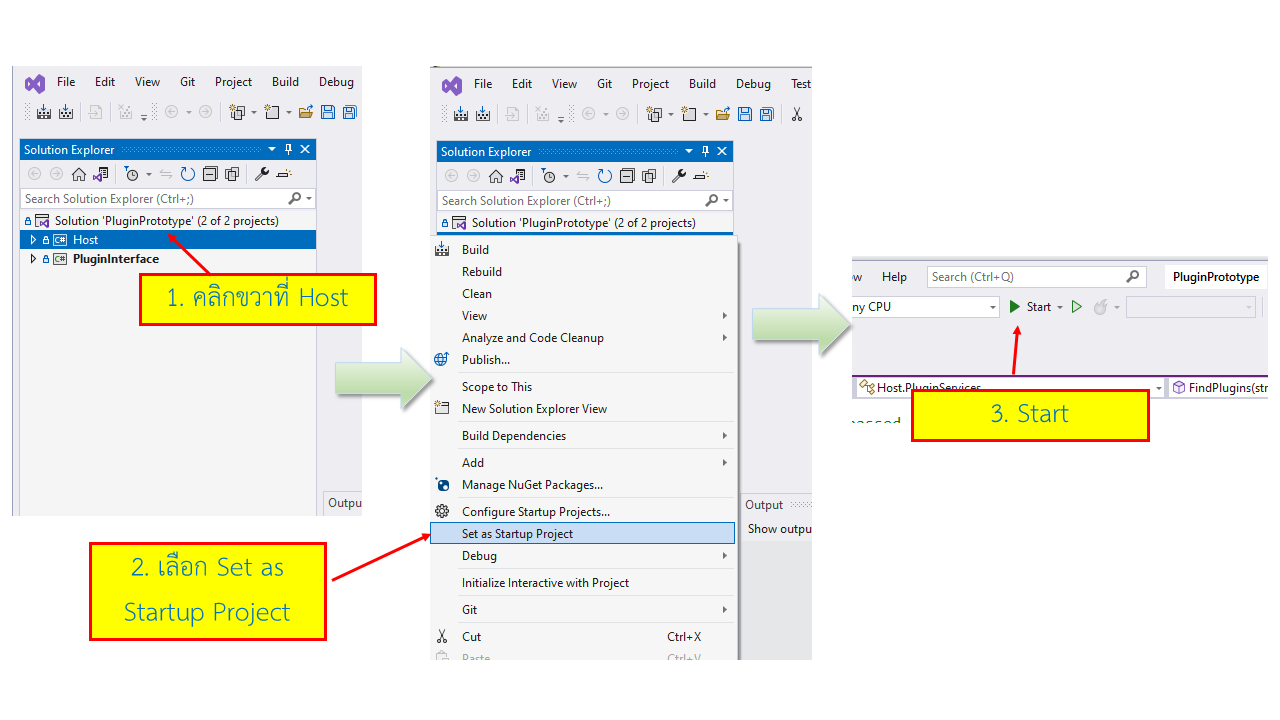 File Edit View Git Project Build Debug
Solution Explorer
Search Solution Explorer (Ctrl+;)
Solution 'PluginPrototype' (2 of 2 projects)
Host
PluginInterface
1. คลิกขวาที่ Host
Outpu
2. เลือก Set as
Startup Project
File Edit View Git Project Build Debug Test
Solution Explorer
Search Solution Explorer (Ctrl+;)
Solution 'PluginPrototype' (2 of 2 projects)
Build
Rebuild
Clean
View
Analyze and Code Cleanup
Publish...
Scope to This
New Solution Explorer View
Build Dependencies
Add
Manage NuGet Packages...
Configure Startup Projects...
Set as Startup Project
Debug
Initialize Interactive with Project
Git
Cut Ctrl+X
Paste Ctrl+V
Output
Show outpu
ow Help Search (Ctrl+Q) PluginPrototype
ny CPU Start
Host.PluginServices FindPlugins(str
3. Start